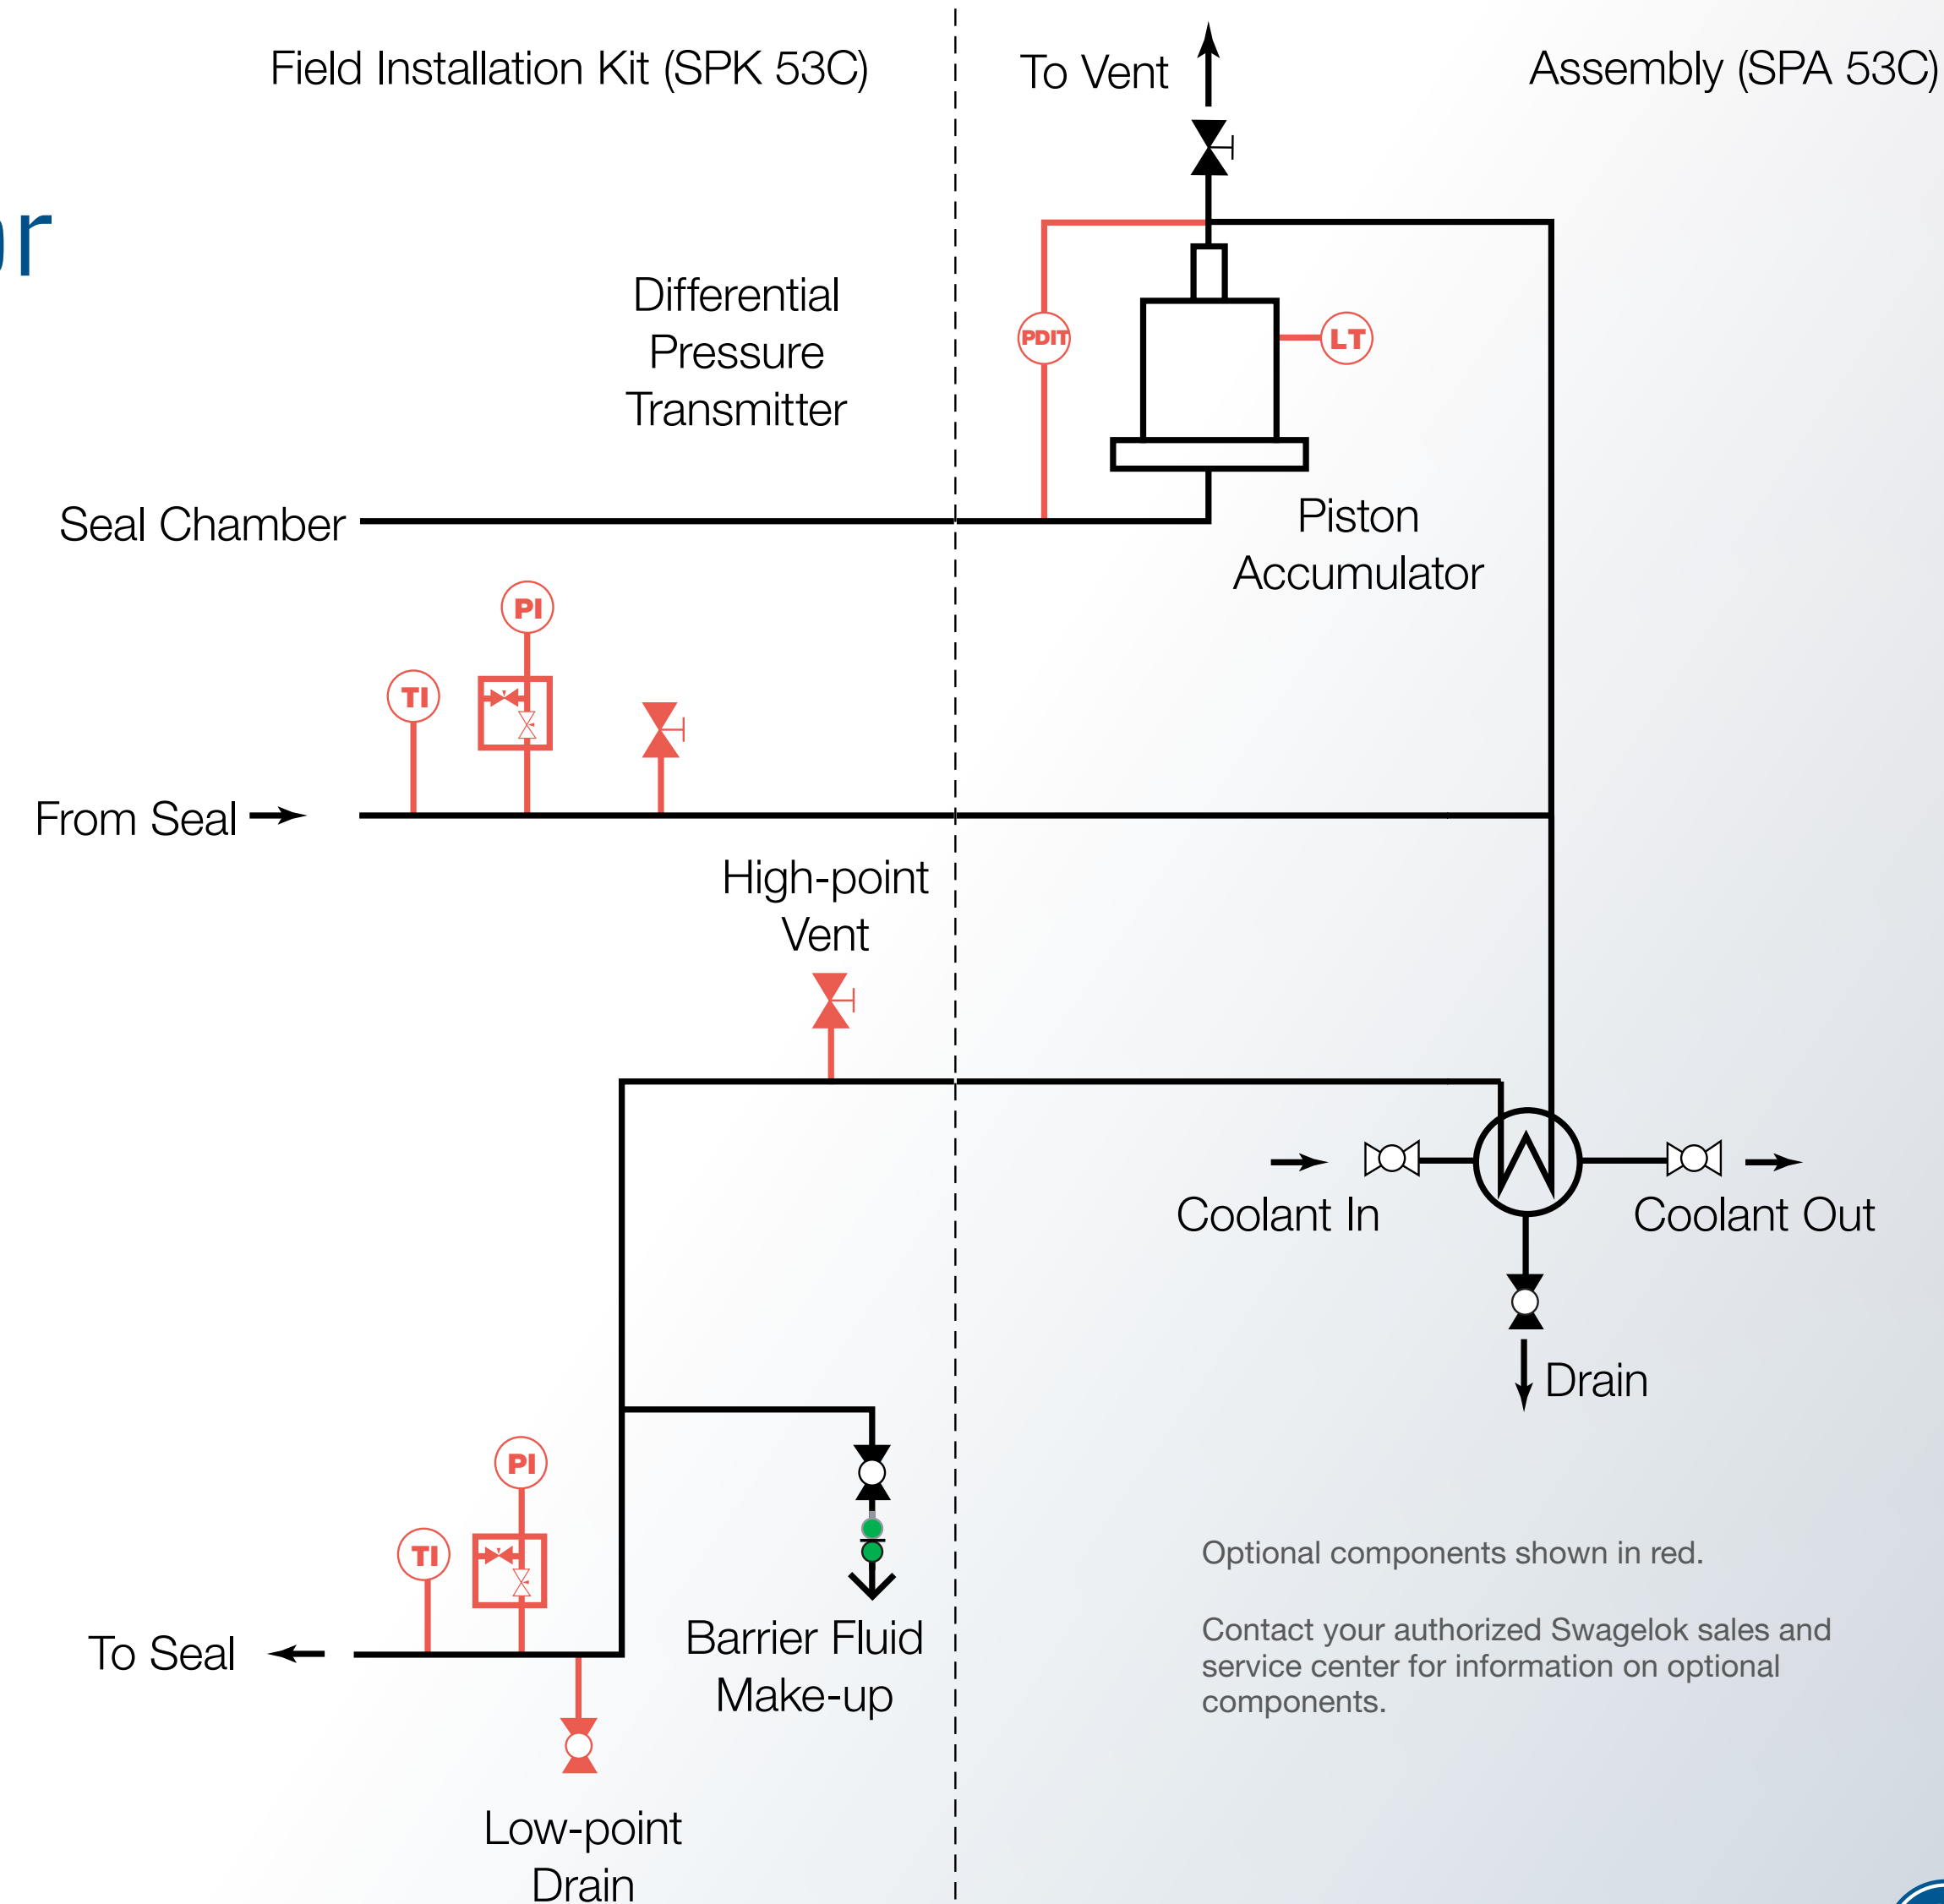 Field Installation Kit (SPK 53C)
To Vent
Assembly (SPA 53C)
or
Differential
Pressure
Transmitter
PDIT
LT
Seal Chamber
Piston
Accumulator
PI
TI
From Seal
High-point
Vent
Coolant In
Coolant Out
Drain
PI
TI
To Seal
Barrier Fluid
Make-up
Low-point
Drain
Optional components shown in red.
Contact your authorized Swagelok sales and
service center for information on optional
components.